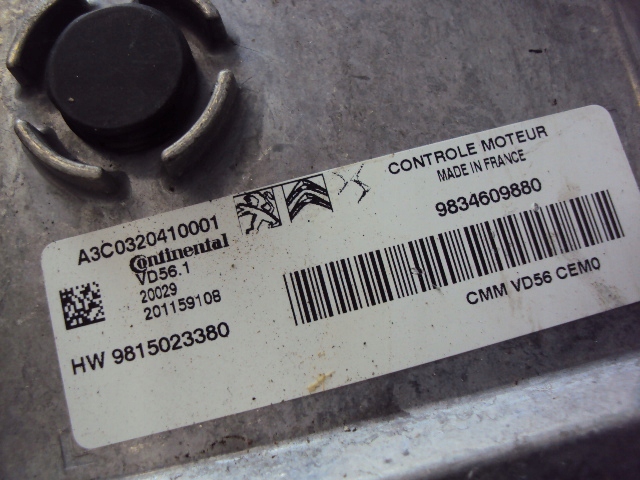 CONTROLE MOTEUR
MADE IN FRANCE
9834609880
CMM VD56 CEM0
A3C0320410001
Continental
VD56.1
20029
201159108
HW 9815023380